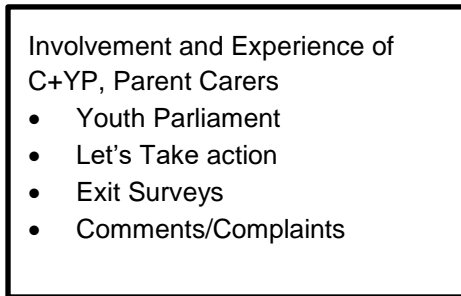 Involvement and Experience of
C+YP, Parent Carers
• Youth Parliament
• Let's Take action
• Exit Surveys
• Comments/Complaints